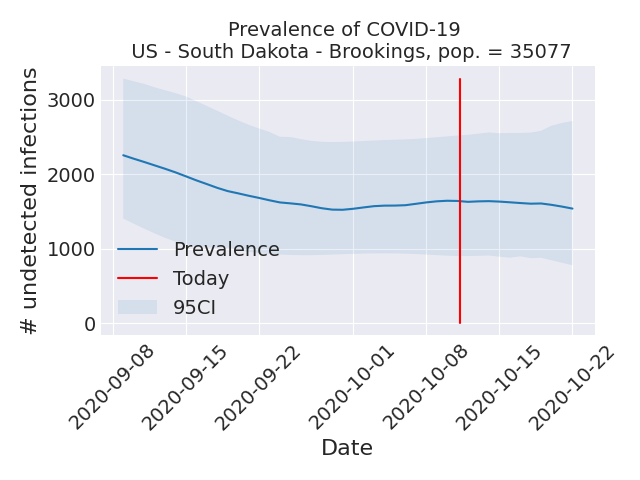 Prevalence of COVID-19
US - South Dakota - Brookings, pop. = 35077
# undetected infections
3000
2000
1000
0
Prevalence
Today
95CI
2020-09-08
2020-09-15
2020-09-22
2020-10-01
2020-10-08
2020-10-15
2020-10-22
Date